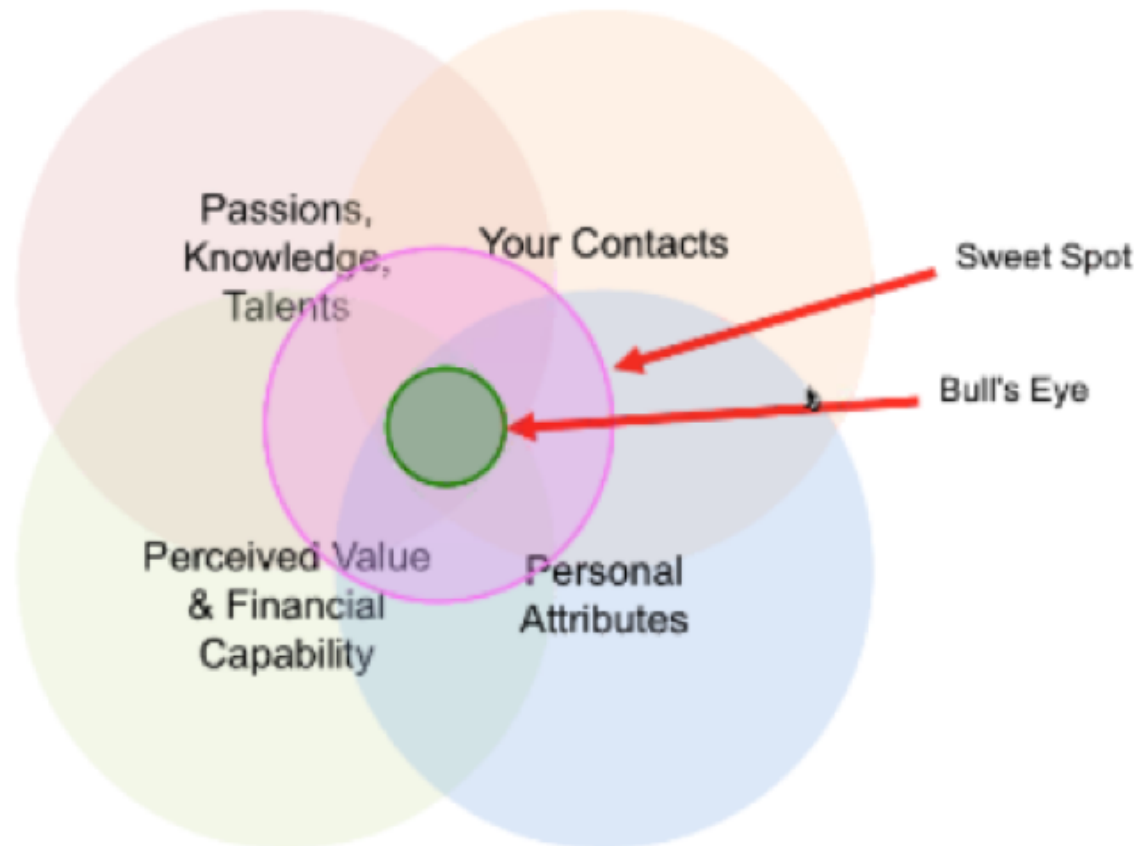 Passions,
Knowledge,
Talents
Your Contacts
Sweet Spot
Bull's Eye
Perceived Value
& Financial
Capability
Personal
Attributes